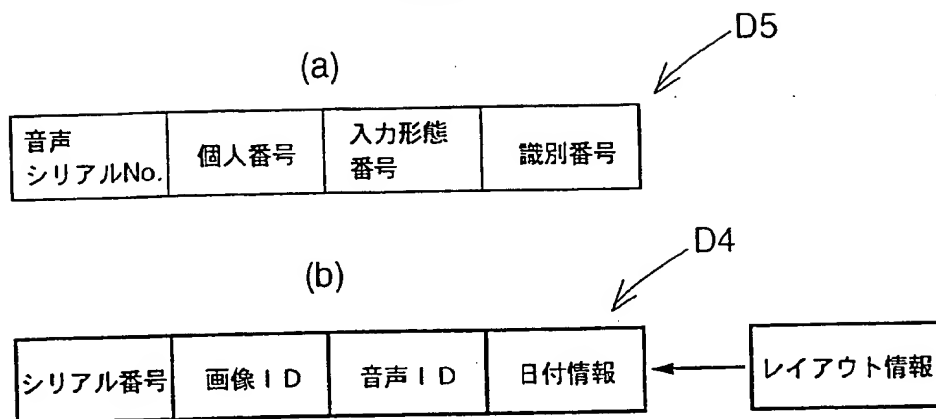 D5
(a)
音声
シリアルNo.
個人番号
入力形態
番号
識別番号
D4
(b)
シリアル番号
画像ID
音声ID
日付情報
レイアウト情報